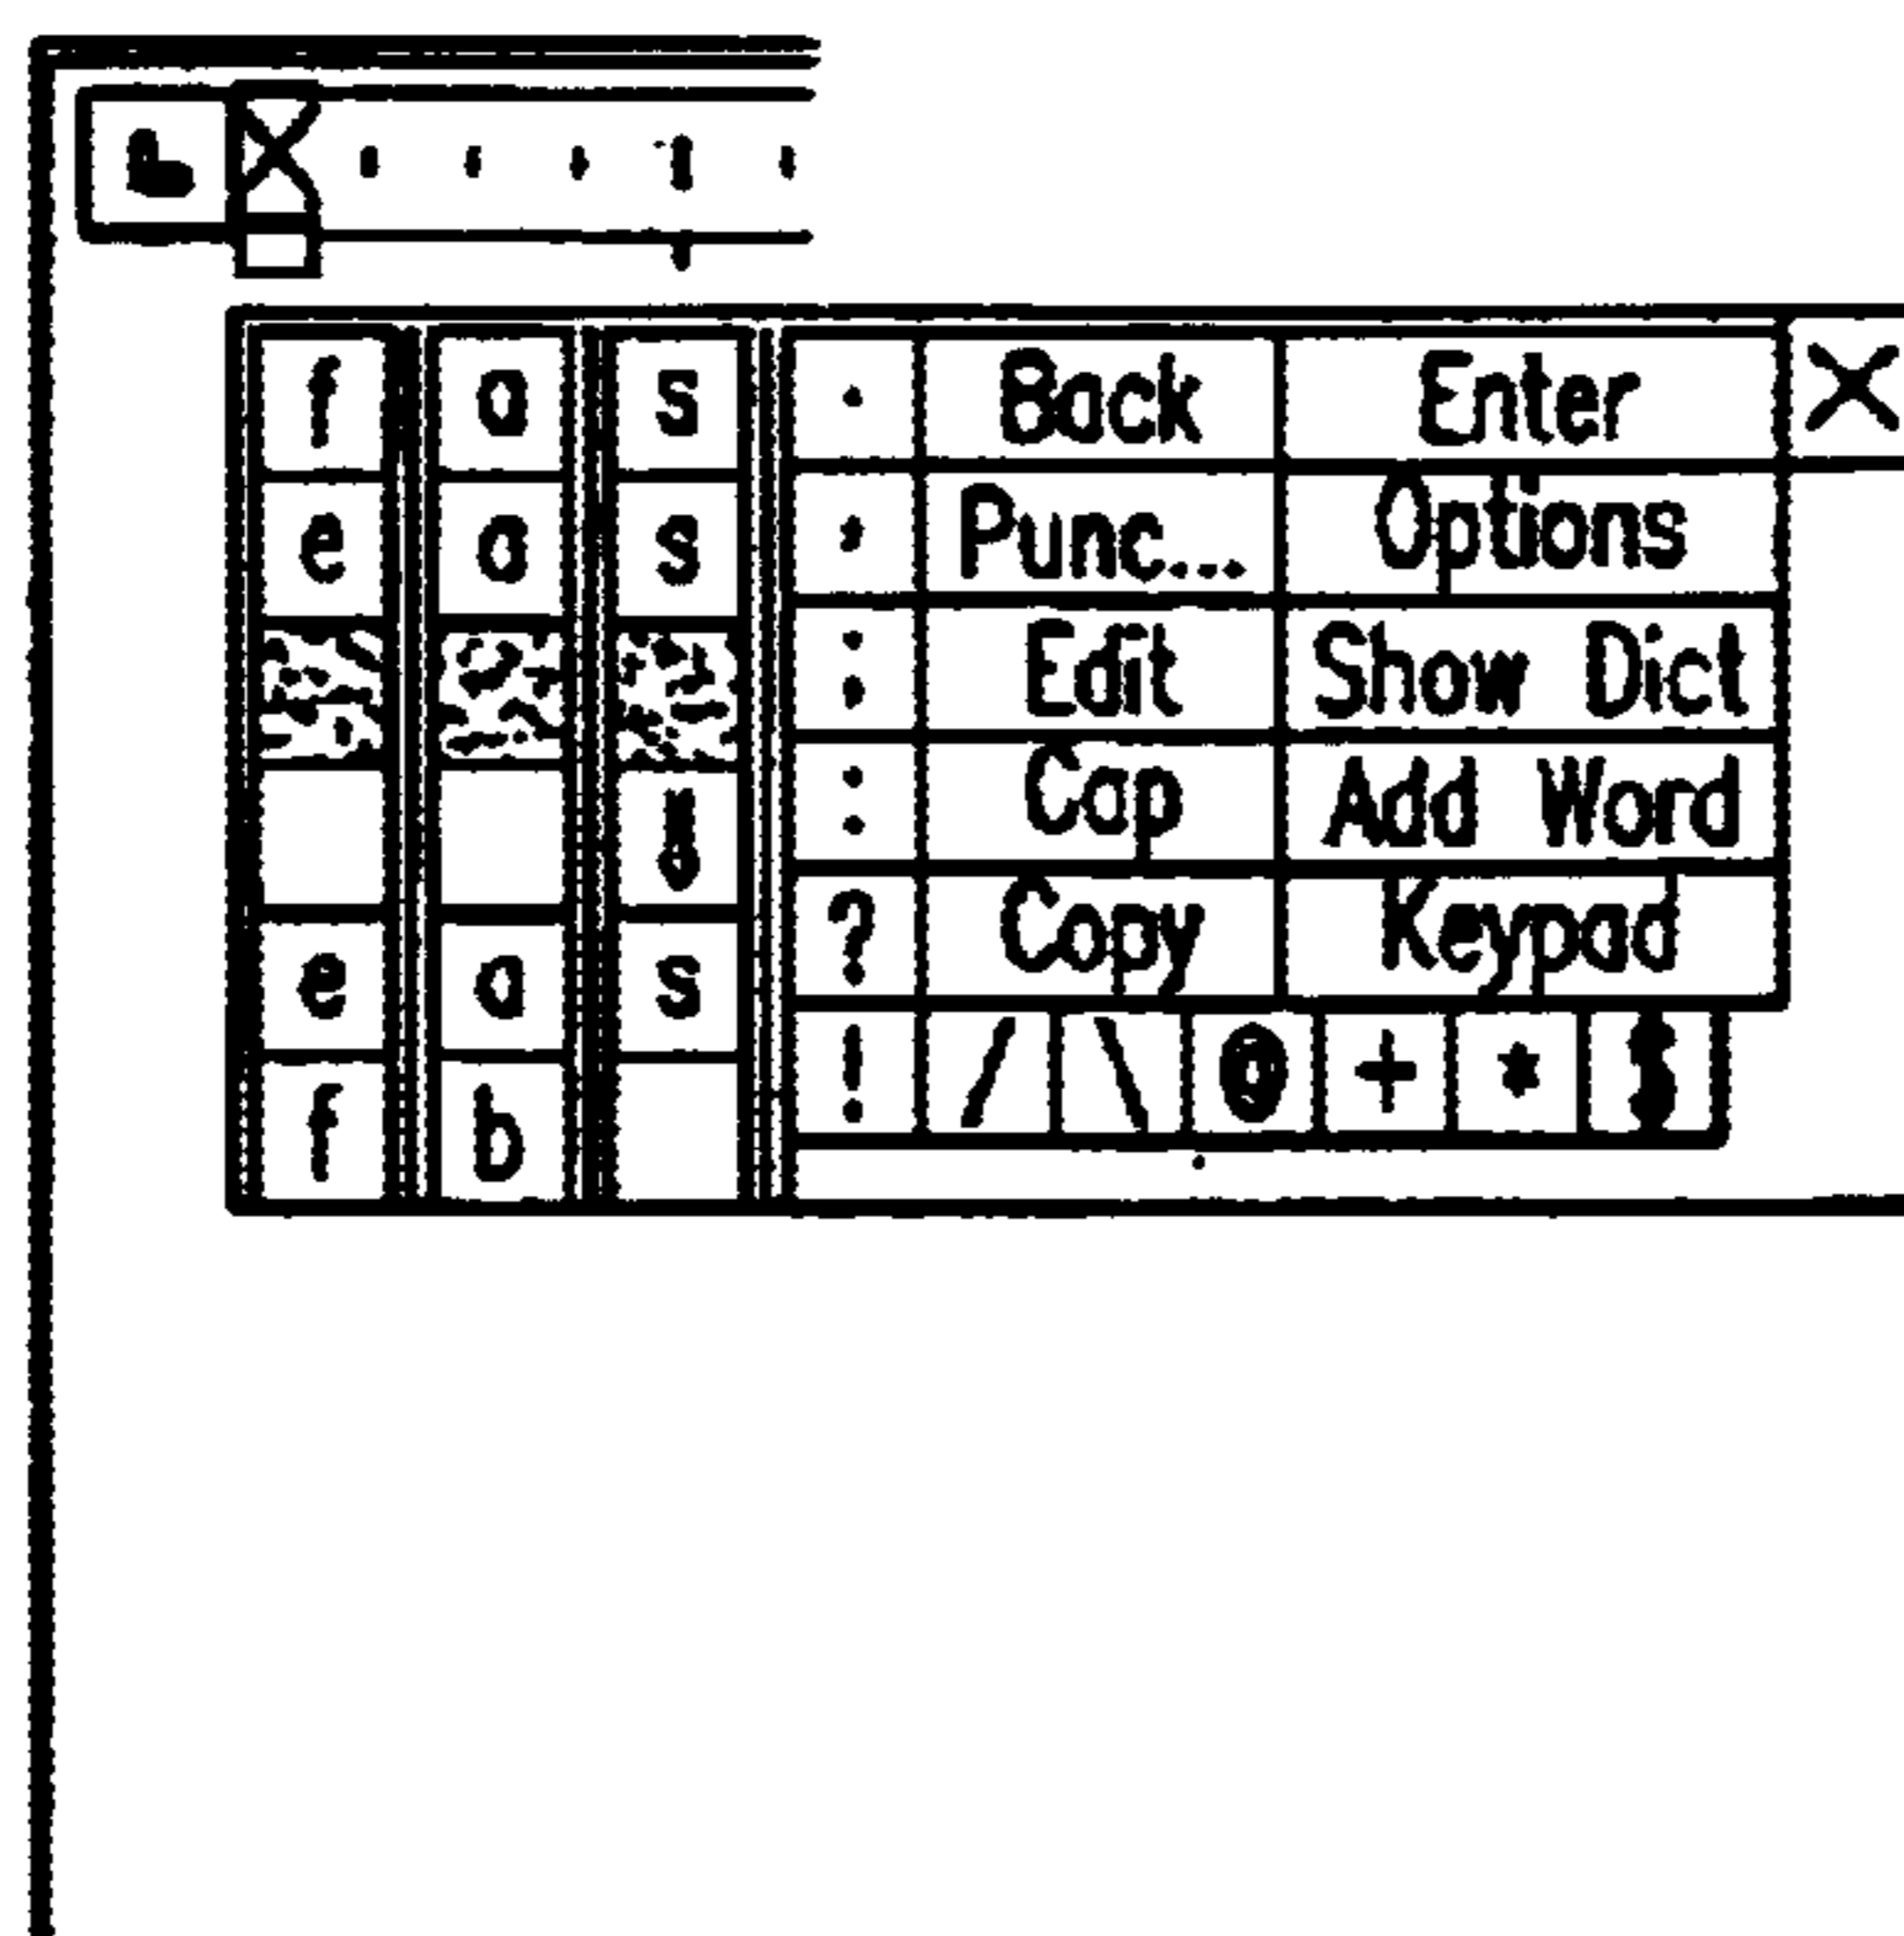 f a s . Back Enter X
e a s , Punc... Options
; Edit Show Dict
: Cap Add Word
e a s ? Copy Keypad
f b ! / \ @ + *